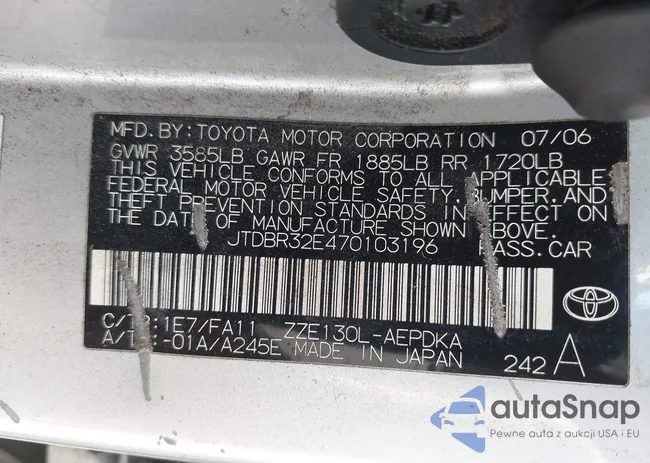 MFD.BY:TOYOTA MOTOR CORPORATION 07/06
GVWR 3585LB GAWR FR 1885LB RR 1720LB
THIS VEHICLE CONFORMS TO ALL APPLICABLE
FEDERAL MOTOR VEHICLE SAFETY,BUMPER,AND
THEFT PREVENTION STANDARDS IN EFFECT ON
THE DATE OF MANUFACTURE SHOWN ABOVE.
JTDBR32E470103196 PASS.CAR
C/TR:1E7/FA11 ZZE130L-AEPDKA
A/TM:-01A/A245E MADE IN JAPAN
242 A
autaSnap
Pewne auta z aukcji USA i EU